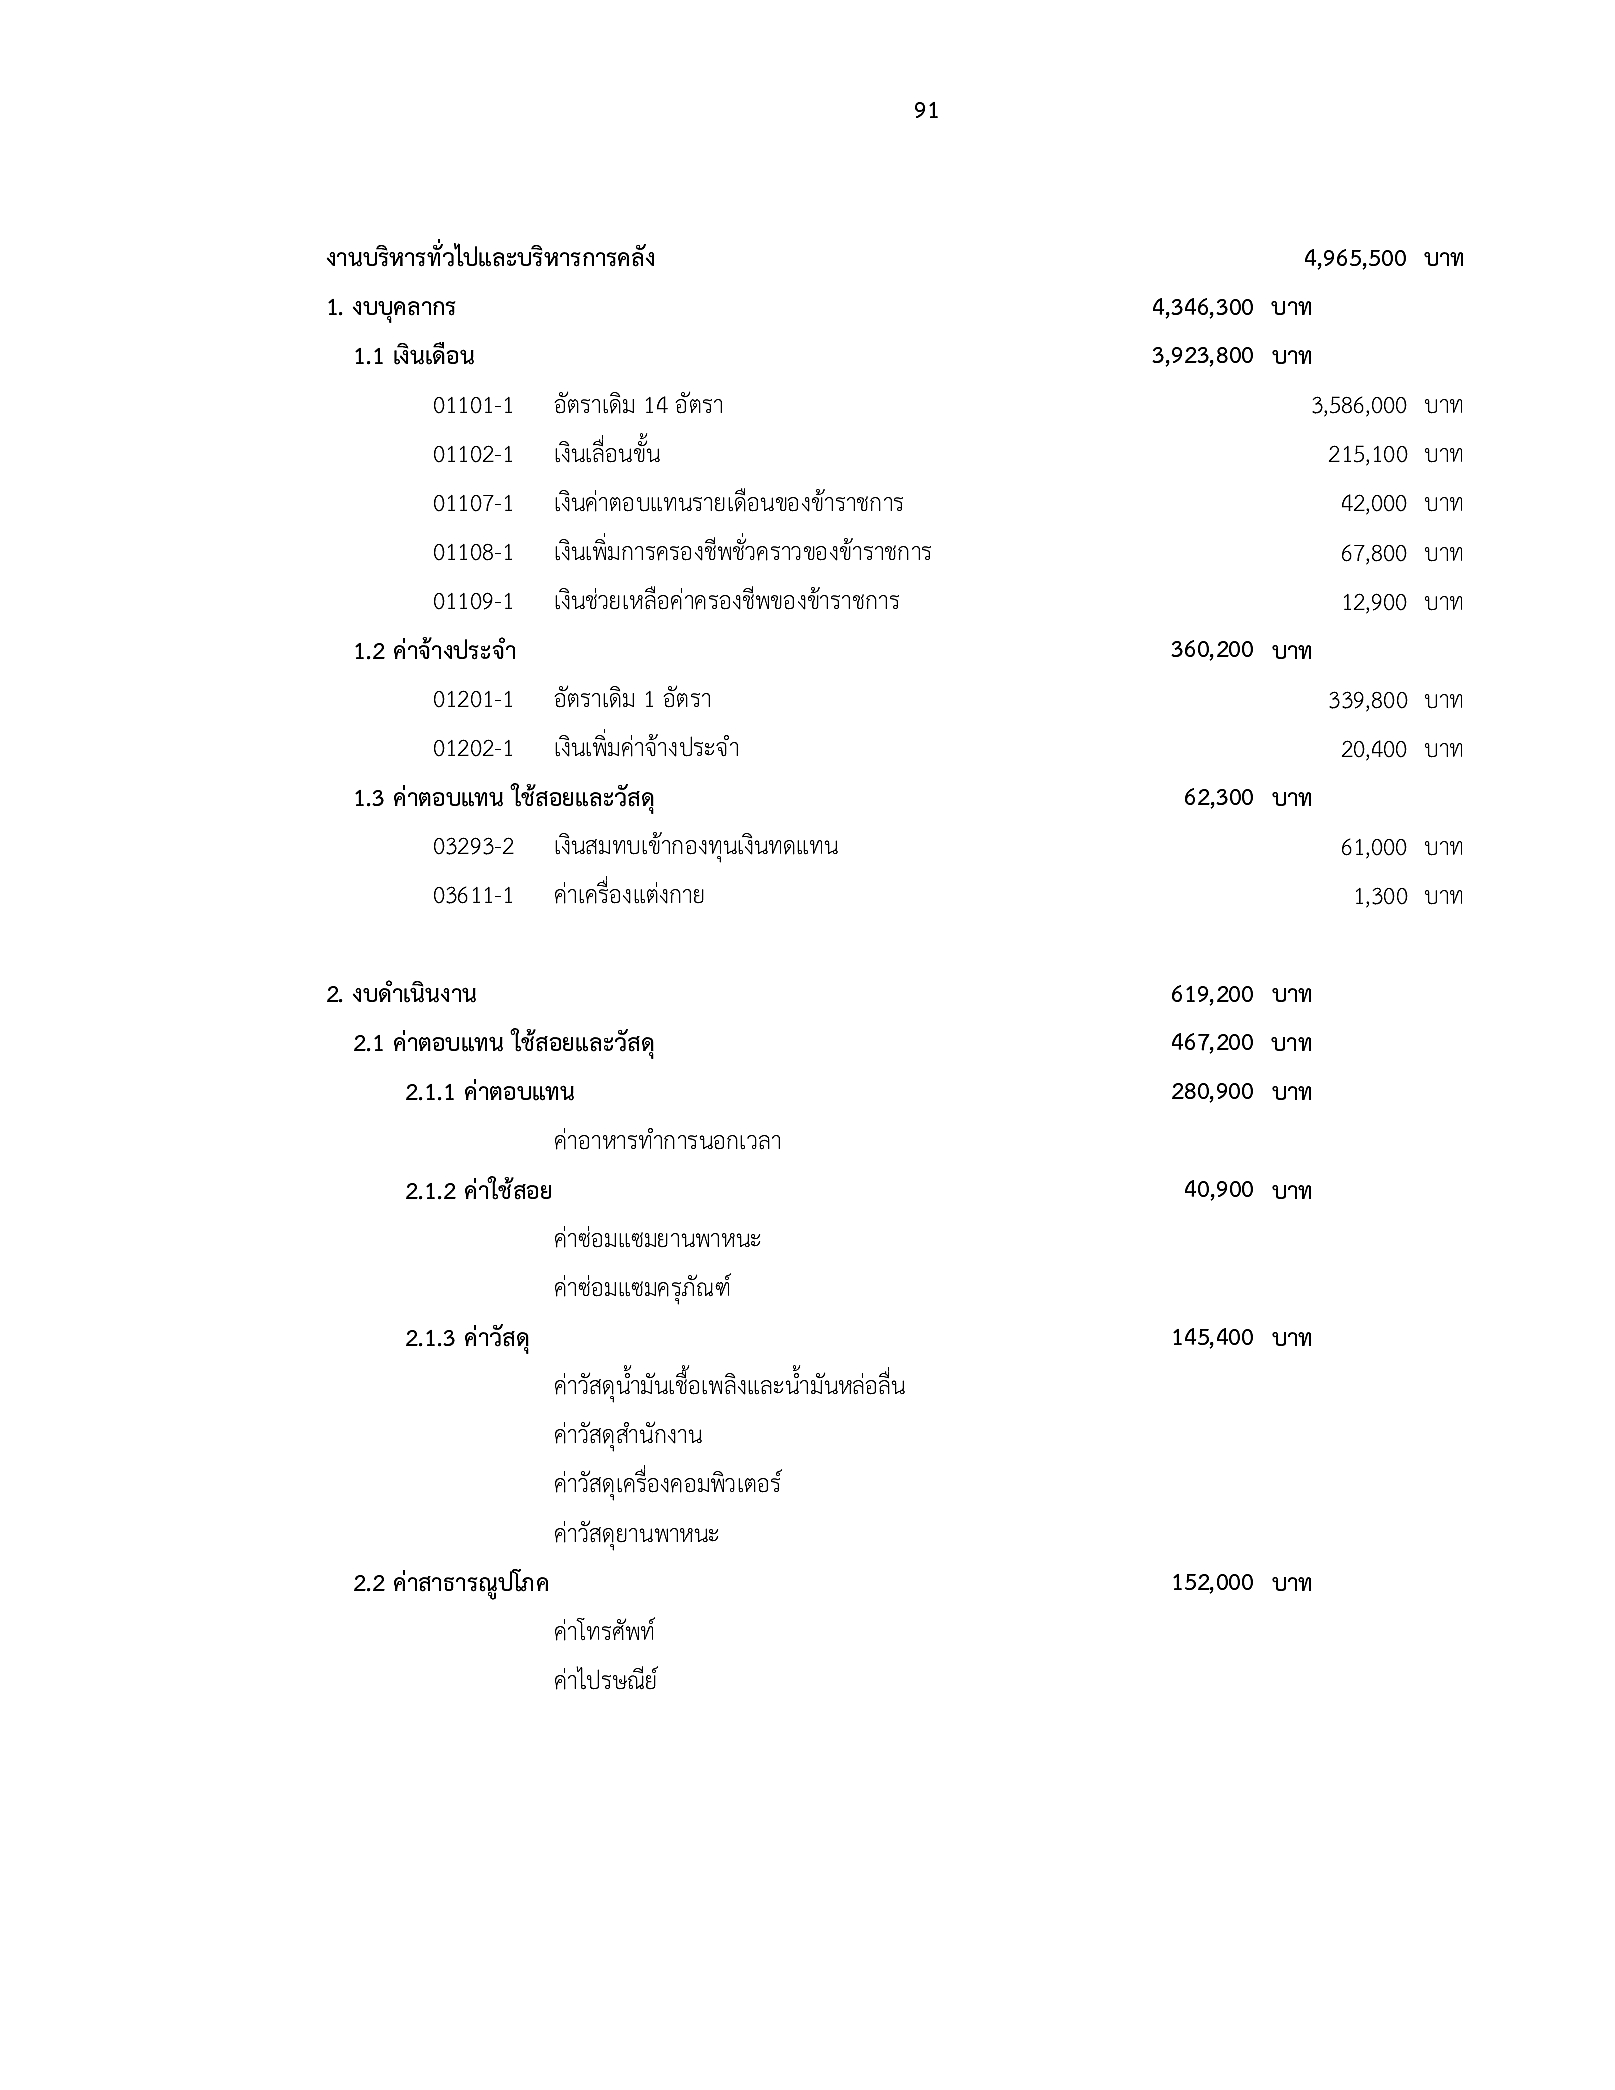 91
งานบริหารทั่วไปและบริหารการคลัง 4,965,500 บาท
1. งบบุคลากร 4,346,300 บาท
1.1 เงินเดือน 3,923,800 บาท
01101-1 อัตราเดิม 14 อัตรา 3,586,000 บาท
01102-1 เงินเลื่อนขั้น 215,100 บาท
01107-1 เงินค่าตอบแทนรายเดือนของข้าราชการ 42,000 บาท
01108-1 เงินเพิ่มการครองชีพชั่วคราวของข้าราชการ 67,800 บาท
01109-1 เงินช่วยเหลือค่าครองชีพของข้าราชการ 12,900 บาท
1.2 ค่าจ้างประจำ 360,200 บาท
01201-1 อัตราเดิม 1 อัตรา 339,800 บาท
01202-1 เงินเพิ่มค่าจ้างประจำ 20,400 บาท
1.3 ค่าตอบแทน ใช้สอยและวัสดุ 62,300 บาท
03293-2 เงินสมทบเข้ากองทุนเงินทดแทน 61,000 บาท
03611-1 ค่าเครื่องแต่งกาย 1,300 บาท
2. งบดำเนินงาน 619,200 บาท
2.1 ค่าตอบแทน ใช้สอยและวัสดุ 467,200 บาท
2.1.1 ค่าตอบแทน 280,900 บาท
ค่าอาหารทำการนอกเวลา
2.1.2 ค่าใช้สอย 40,900 บาท
ค่าซ่อมแซมยานพาหนะ
ค่าซ่อมแซมครุภัณฑ์
2.1.3 ค่าวัสดุ 145,400 บาท
ค่าวัสดุน้ำมันเชื้อเพลิงและน้ำมันหล่อลื่น
ค่าวัสดุสำนักงาน
ค่าวัสดุเครื่องคอมพิวเตอร์
ค่าวัสดุยานพาหนะ
2.2 ค่าสาธารณูปโภค 152,000 บาท
ค่าโทรศัพท์
ค่าไปรษณีย์